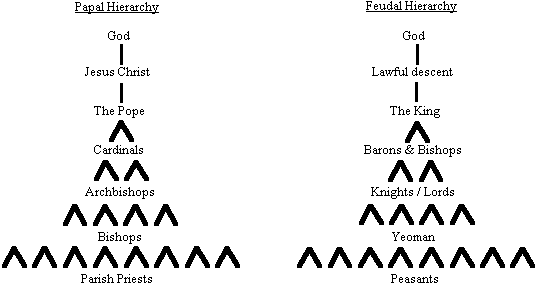 Papal Hierarchy
God
Jesus Christ
The Pope
Cardinals
Archbishops
Bishops
Parish Priests
Feudal Hierarchy
God
Lawful descent
The King
Barons & Bishops
Knights / Lords
Yeoman
Peasants